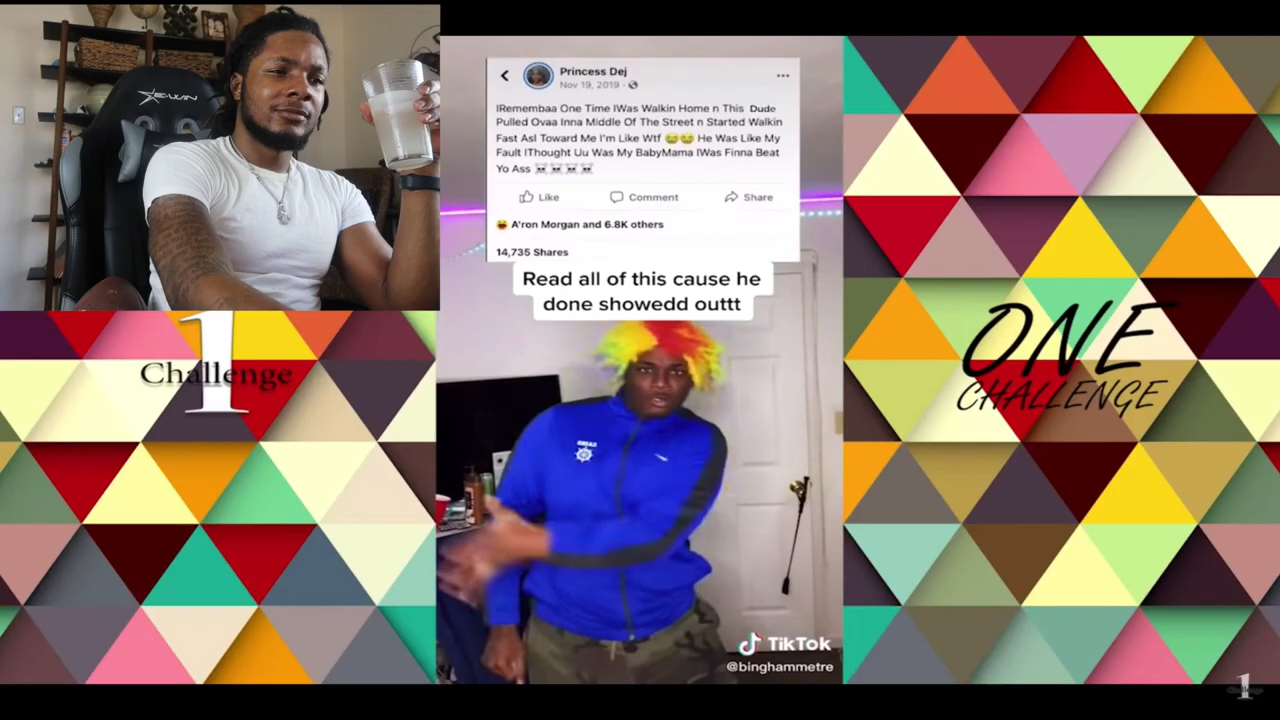 E-WIN
Princess Dej
Nov 19, 2019
IRemembaa One Time IWas Walkin Home n This Dude
Pulled Ovaa Inna Middle Of The Street n Started Walkin
Fast Asl Toward Me I'm Like Wtf 😂😂 He Was Like My
Fault IThought Uu Was My BabyMama IWas Finna Beat
Yo Ass ☠️☠️☠️☠️
Like
Comment
Share
A'ron Morgan and 6.8K others
14,735 Shares
Read all of this cause he
done showedd outtt
1
Challenge
ONE
CHALLENGE
TikTok
@binghammetre
1